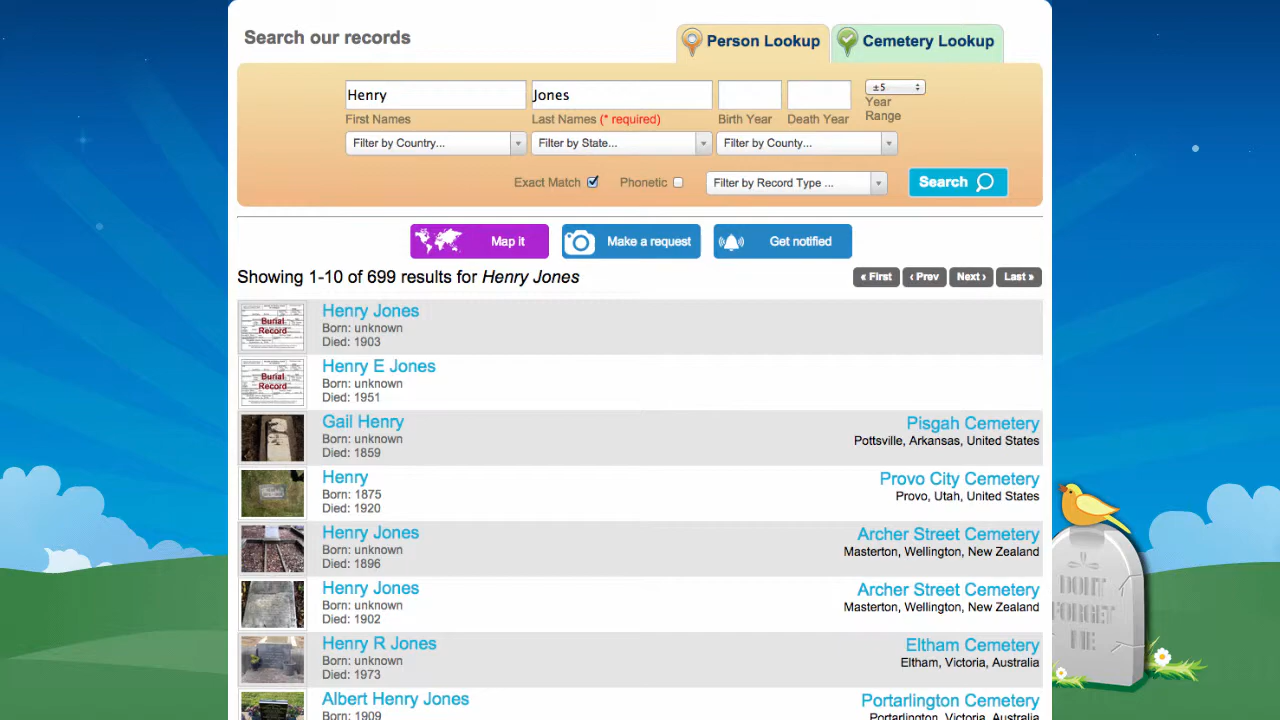 Search our records
Person Lookup
Cemetery Lookup
Henry
Jones
±5
First Names
Last Names (* required)
Birth Year
Death Year
Year
Range
Filter by Country...
Filter by State...
Filter by County...
Exact Match
Phonetic
Filter by Record Type ...
Search
Map it
Make a request
Get notified
Showing 1-10 of 699 results for Henry Jones
« First
‹ Prev
Next ›
Last »
Burial
Record
Henry Jones
Born: unknown
Died: 1903
Burial
Record
Henry E Jones
Born: unknown
Died: 1951
Gail Henry
Born: unknown
Died: 1859
Pisgah Cemetery
Pottsville, Arkansas, United States
Henry
Born: 1875
Died: 1920
Provo City Cemetery
Provo, Utah, United States
Henry Jones
Born: unknown
Died: 1896
Archer Street Cemetery
Masterton, Wellington, New Zealand
Henry Jones
Born: unknown
Died: 1902
Archer Street Cemetery
Masterton, Wellington, New Zealand
Henry R Jones
Born: unknown
Died: 1973
Eltham Cemetery
Eltham, Victoria, Australia
Albert Henry Jones
Born: 1909
Portarlington Cemetery
Portarlington, Victoria, Australia
DONT
FORGET
ME